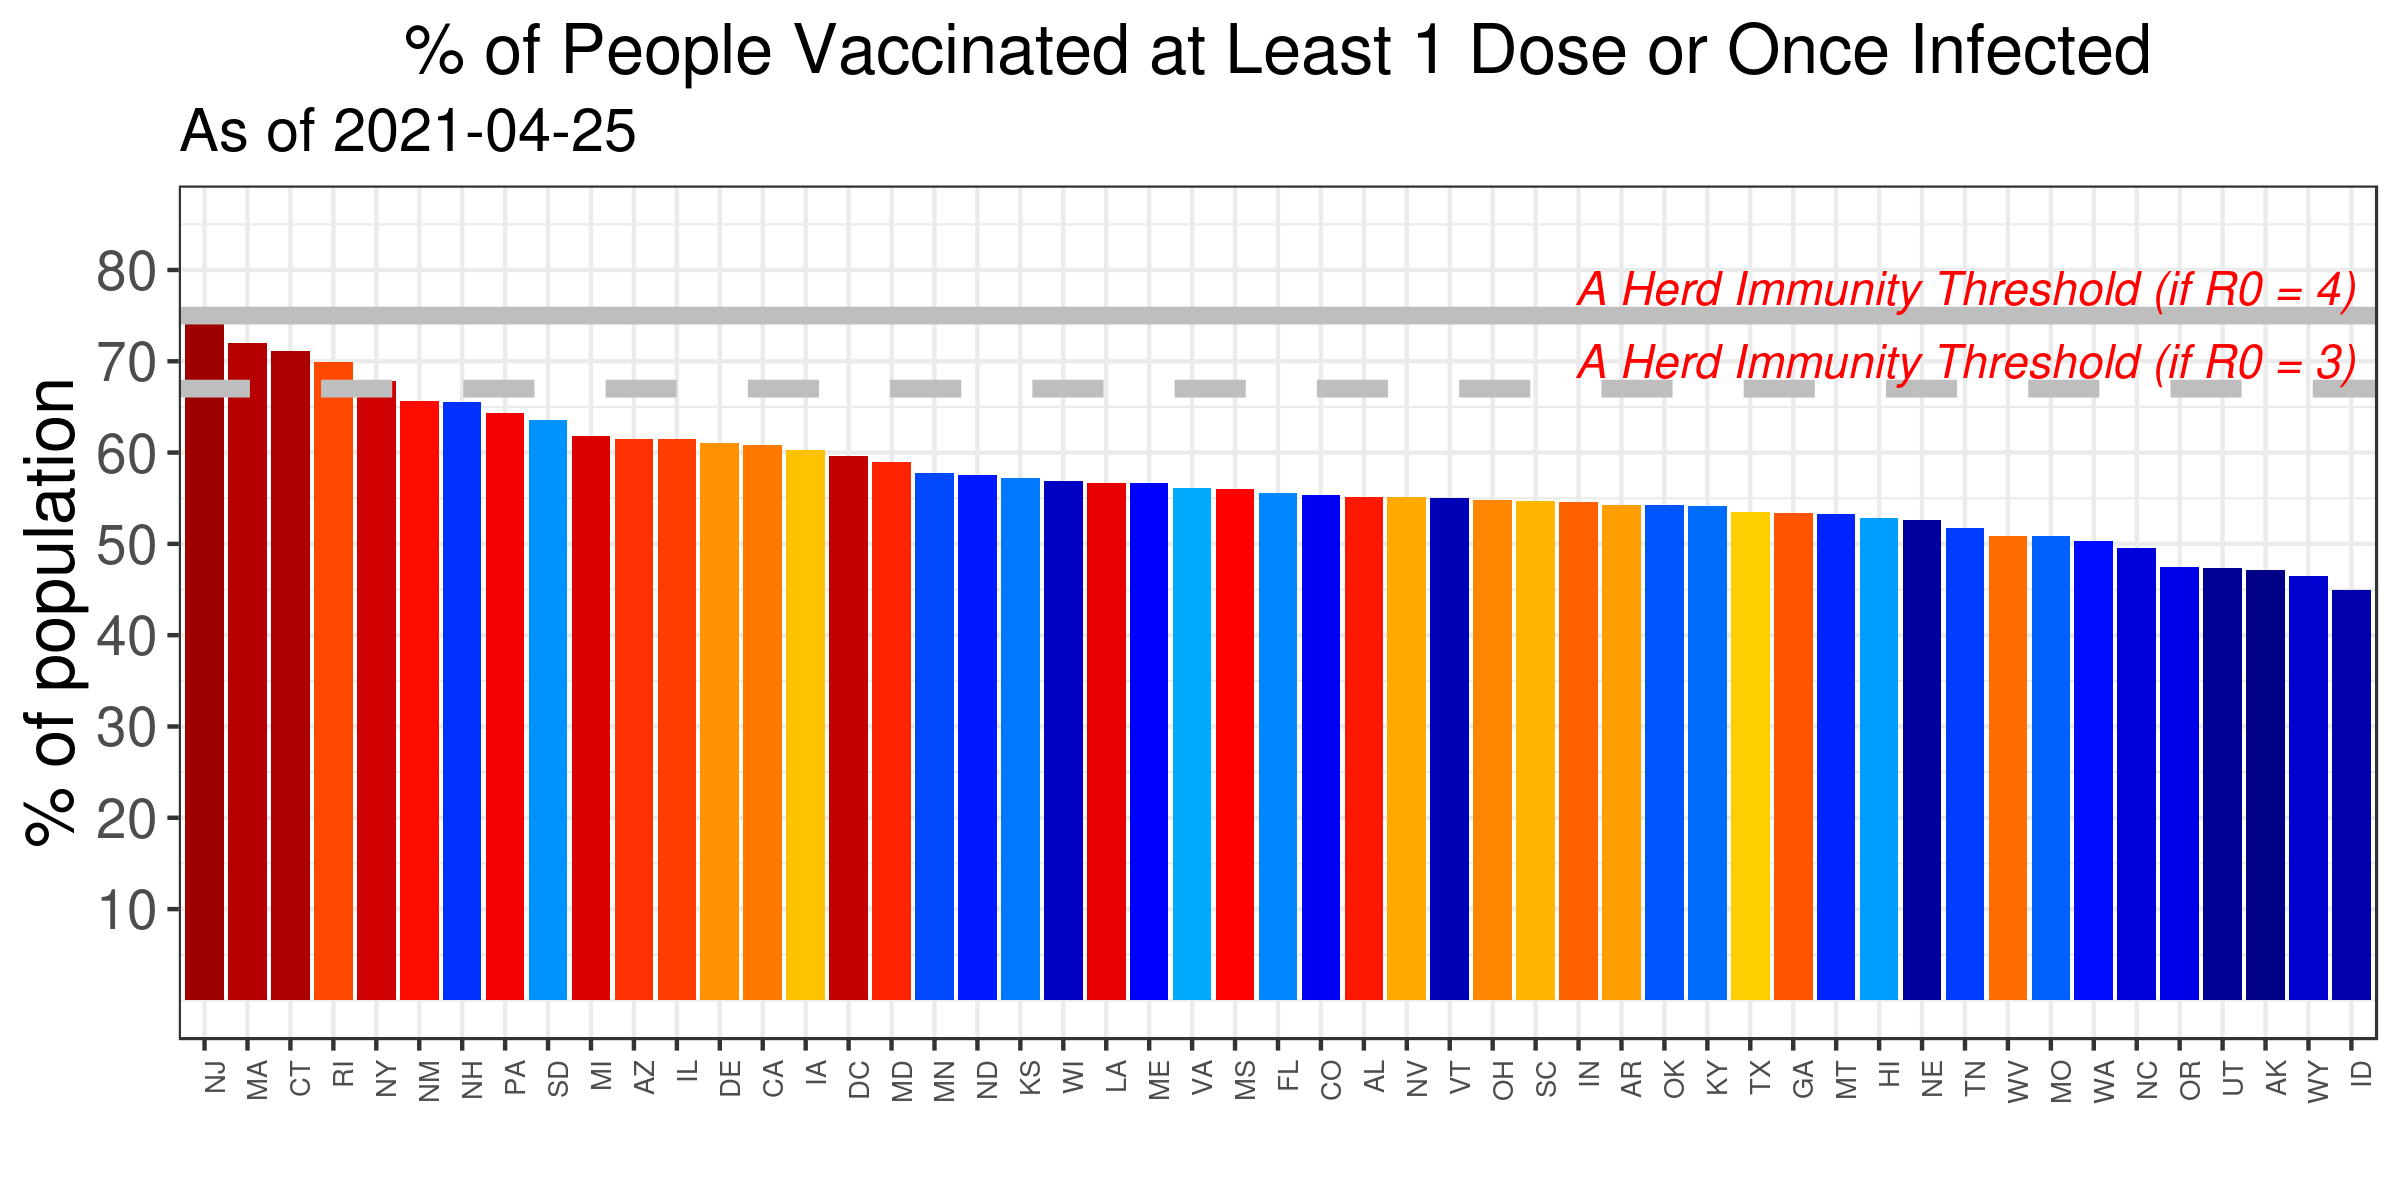 % of People Vaccinated at Least 1 Dose or Once Infected
As of 2021-04-25
% of population
80
70
60
50
40
30
20
10
A Herd Immunity Threshold (if R0 = 4)
A Herd Immunity Threshold (if R0 = 3)
NJ MA CT RI NY NM NH PA SD MI AZ IL DE CA IA DC MD MN ND KS WI LA ME VA MS FL CO AL NV VT OH SC IN AR OK KY TX GA MT HI NE TN WV MO WA NC OR UT AK WY ID